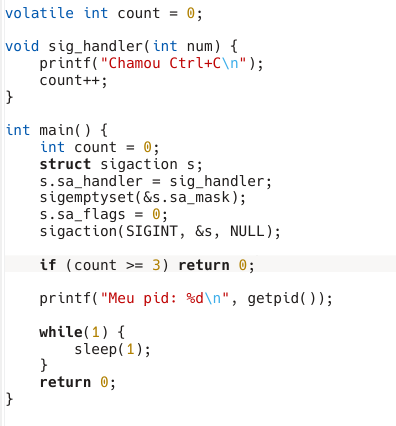 volatile int count = 0;

void sig_handler(int num) {
    printf("Chamou Ctrl+C\n");
    count++;
}

int main() {
    int count = 0;
    struct sigaction s;
    s.sa_handler = sig_handler;
    sigemptyset(&s.sa_mask);
    s.sa_flags = 0;
    sigaction(SIGINT, &s, NULL);

    if (count >= 3) return 0;

    printf("Meu pid: %d\n", getpid());

    while(1) {
        sleep(1);
    }
    return 0;
}